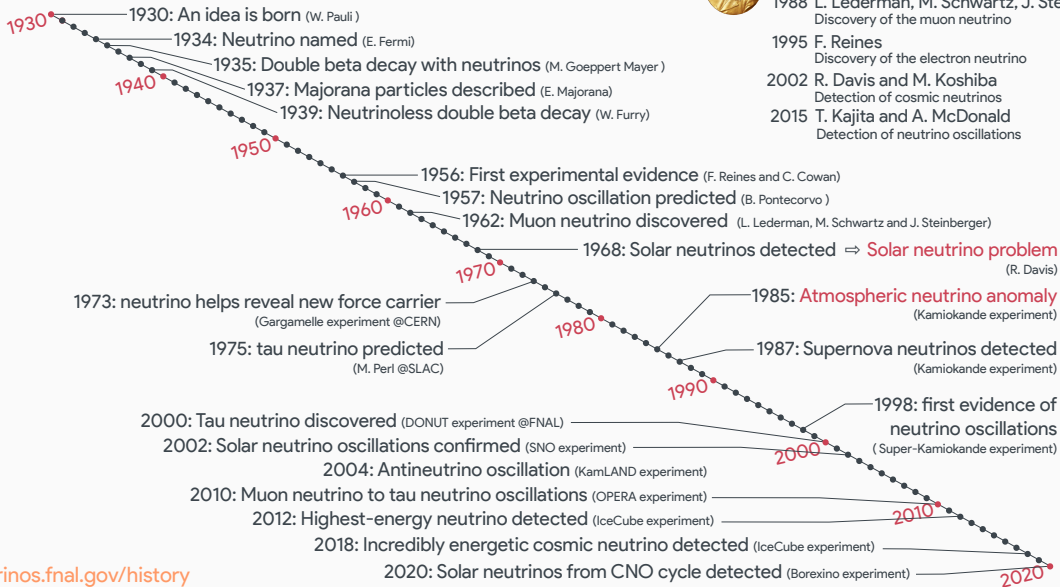 1930
1930: An idea is born (W. Pauli )
1934: Neutrino named (E. Fermi)
1935: Double beta decay with neutrinos (M. Goeppert Mayer )
1940
1937: Majorana particles described (E. Majorana)
1939: Neutrinoless double beta decay (W. Furry)
1988 L. Lederman, M. Schwartz, J.
Discovery of the muon neutrino
1995 F. Reines
Discovery of the electron neutrino
2002 R. Davis and M. Koshiba
Detection of cosmic neutrinos
2015 T. Kajita and A. McDonald
Detection of neutrino oscillations
1950
1956: First experimental evidence (F. Reines and C. Cowan)
1957: Neutrino oscillation predicted (B. Pontecorvo )
1960
1962: Muon neutrino discovered (L. Lederman, M. Schwartz and J. Steinberger)
1968: Solar neutrinos detected ⇨ Solar neutrino problem
(R. Davis)
1970
1973: neutrino helps reveal new force carrier
(Gargamelle experiment @CERN)
1985: Atmospheric neutrino anomaly
(Kamiokande experiment)
1980
1975: tau neutrino predicted
(M. Perl @SLAC)
1987: Supernova neutrinos detected
(Kamiokande experiment)
1990
1998: first evidence of
neutrino oscillations
( Super-Kamiokande experiment)
2000: Tau neutrino discovered (DONUT experiment @FNAL)
2002: Solar neutrino oscillations confirmed (SNO experiment)
2000
2004: Antineutrino oscillation (KamLAND experiment)
2010: Muon neutrino to tau neutrino oscillations (OPERA experiment)
2010
2012: Highest-energy neutrino detected (IceCube experiment)
2018: Incredibly energetic cosmic neutrino detected (IceCube experiment)
2020: Solar neutrinos from CNO cycle detected (Borexino experiment)
2020
rinos.fnal.gov/history